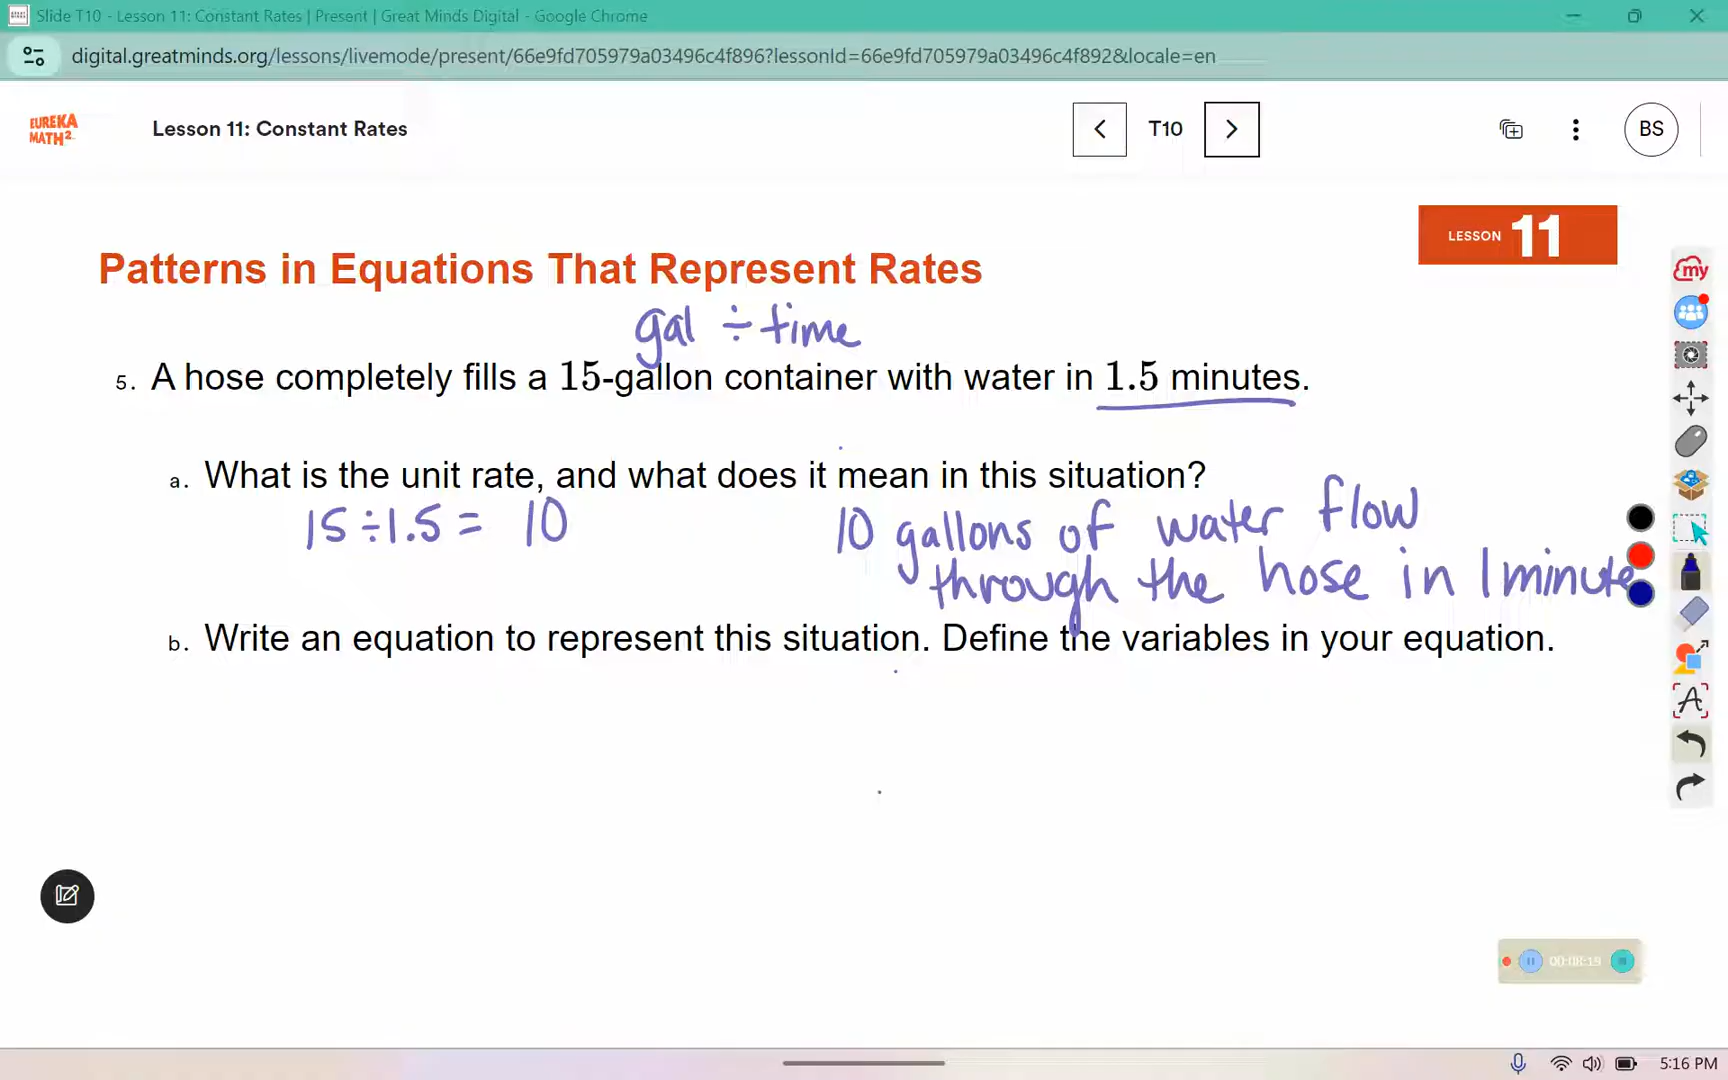 Slide T10 - Lesson 11: Constant Rates | Present | Great Minds Digital - Google Chrome
digital.greatminds.org/lessons/livemode/present/66e9fd705979a03496c4f896?lessonId=66e9fd705979a03496c4f892&locale=en
EUREKA
MATH²
Lesson 11: Constant Rates
T10
BS
LESSON 11
my
Patterns in Equations That Represent Rates
gal ÷ time
5. A hose completely fills a 15-gallon container with water in 1.5 minutes.
a. What is the unit rate, and what does it mean in this situation?
15 ÷ 1.5 = 10
10 gallons of water flow
through the hose in 1 minute
b. Write an equation to represent this situation. Define the variables in your equation.
A
00:08:19
5:16 PM